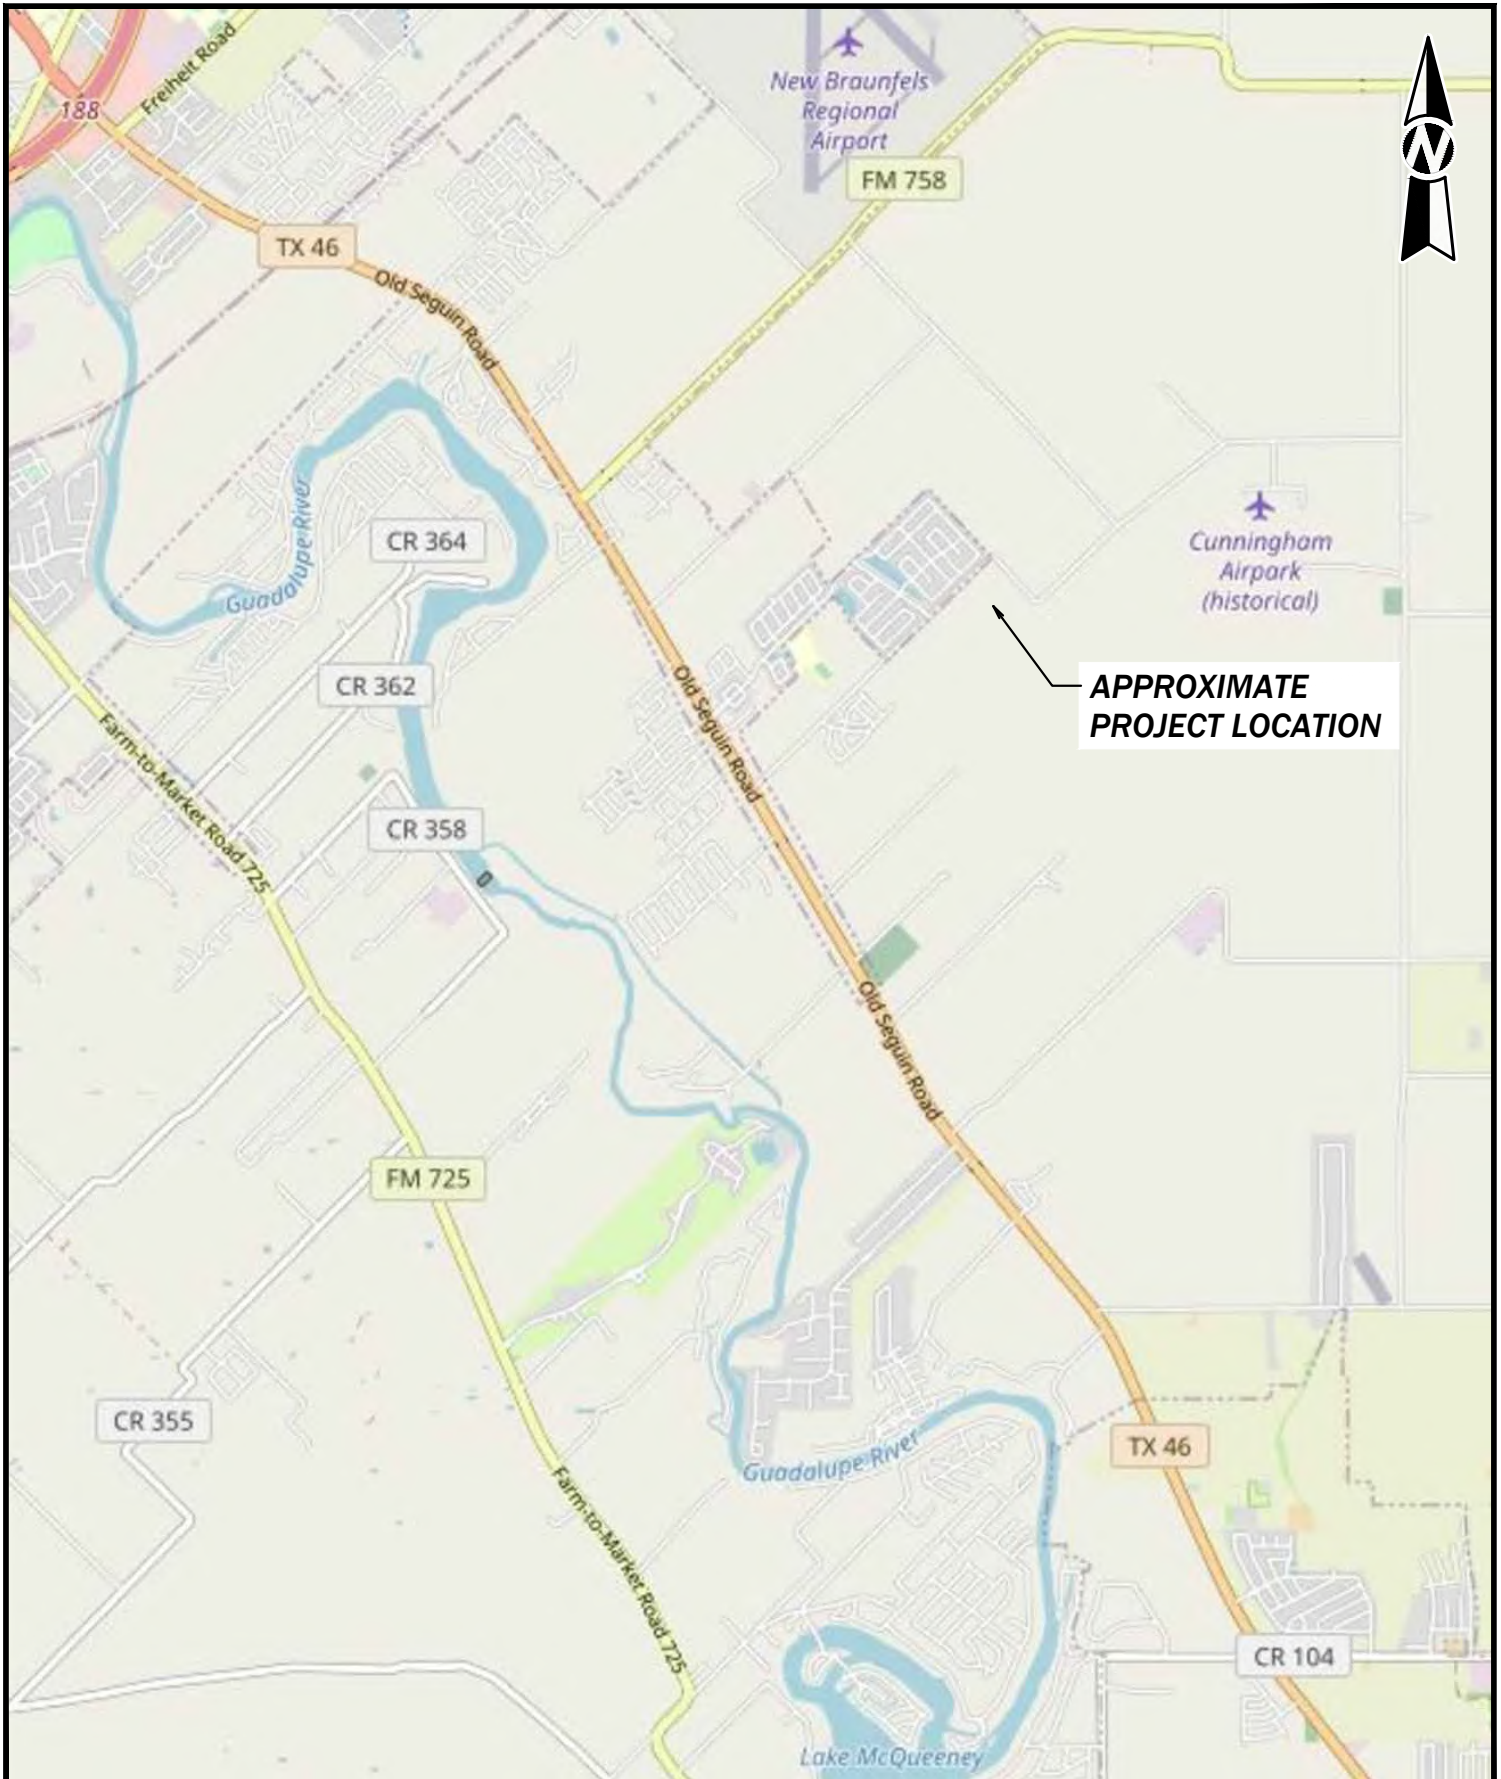 New Braunfels
Regional
Airport
Freiheit Road
188
FM 758
N
TX 46
Old Seguin Road
Guadalupe River
CR 364
Cunningham
Airpark
(historical)
CR 362
APPROXIMATE
PROJECT LOCATION
Old Seguin Road
Farm-to-Market Road 725
CR 358
Old Seguin Road
FM 725
CR 355
TX 46
Guadalupe River
Farm-to-Market Road 725
CR 104
Lake McQueeney